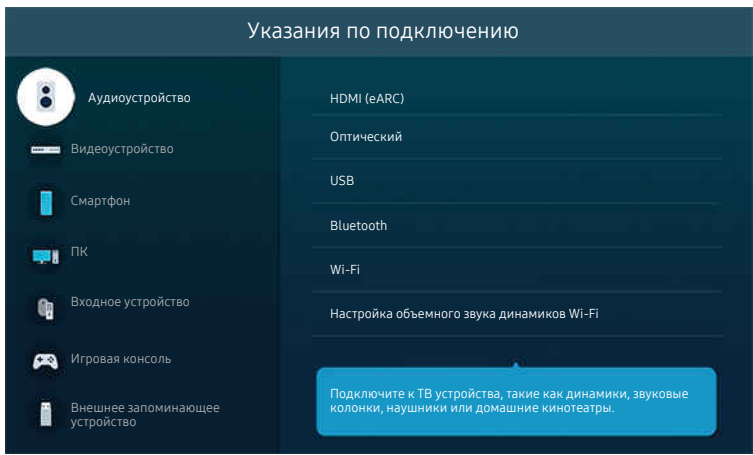 Указания по подключению
Аудиоустройство
Видеоустройство
Смартфон
ПК
Входное устройство
Игровая консоль
Внешнее запоминающее
устройство
HDMI (eARC)
Оптический
USB
Bluetooth
Wi-Fi
Настройка объемного звука динамиков Wi-Fi
Подключите к ТВ устройства, такие как динамики, звуковые
колонки, наушники или домашние кинотеатры.